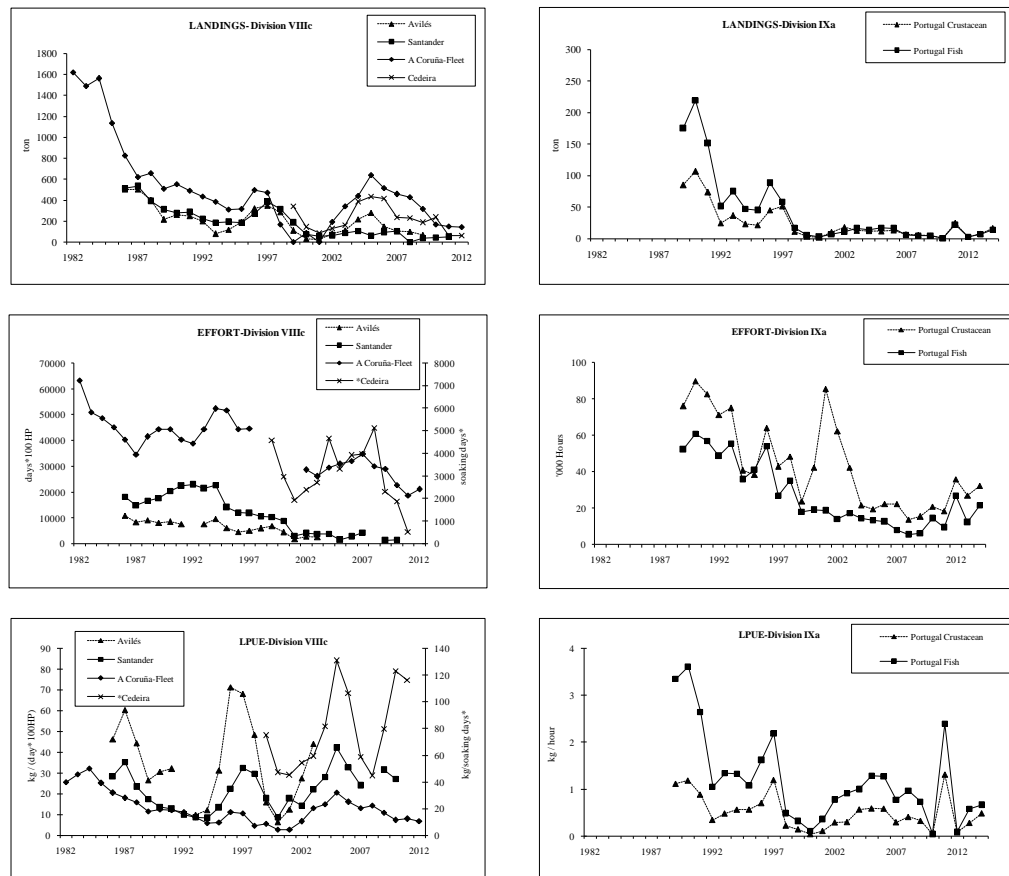 LANDINGS- Division VIIIc
Avilés
Santander
A Coruña-Fleet
Cedeira
ton
1800
1600
1400
1200
1000
800
600
400
200
0
1982 1987 1992 1997 2002 2007 2012
LANDINGS-Division IXa
Portugal Crustacean
Portugal Fish
ton
300
250
200
150
100
50
0
1982 1987 1992 1997 2002 2007 2012
EFFORT-Division VIIIc
Avilés
Santander
A Coruña-Fleet
*Cedeira
days*100 HP
70000
60000
50000
40000
30000
20000
10000
0
8000
7000
6000
5000
4000
3000
2000
1000
0
soaking days*
1982 1987 1992 1997 2002 2007 2012
EFFORT-Division IXa
Portugal Crustacean
Portugal Fish
'000 Hours
100
80
60
40
20
0
1982 1987 1992 1997 2002 2007 2012
LPUE-Division VIIIc
Avilés
Santander
A Coruña-Fleet
*Cedeira
kg / (day*100HP)
90
80
70
60
50
40
30
20
10
0
140
120
100
80
60
40
20
0
kg/soaking days*
1982 1987 1992 1997 2002 2007 2012
LPUE-Division IXa
Portugal Crustacean
Portugal Fish
kg / hour
4
3
2
1
0
1982 1987 1992 1997 2002 2007 2012